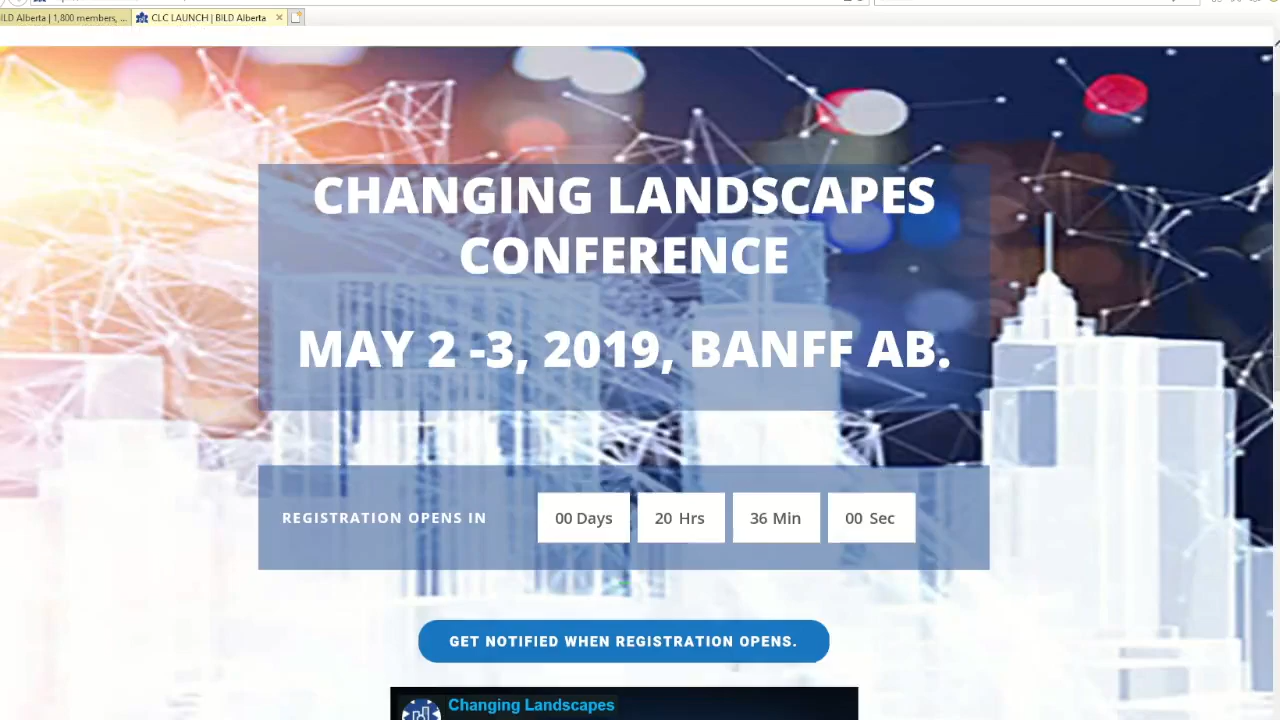 ILD Alberta | 1,800 members, ...
CLC LAUNCH | BILD Alberta
CHANGING LANDSCAPES
CONFERENCE
MAY 2 -3, 2019, BANFF AB.
REGISTRATION OPENS IN
00 Days
20 Hrs
36 Min
00 Sec
GET NOTIFIED WHEN REGISTRATION OPENS.
Changing Landscapes